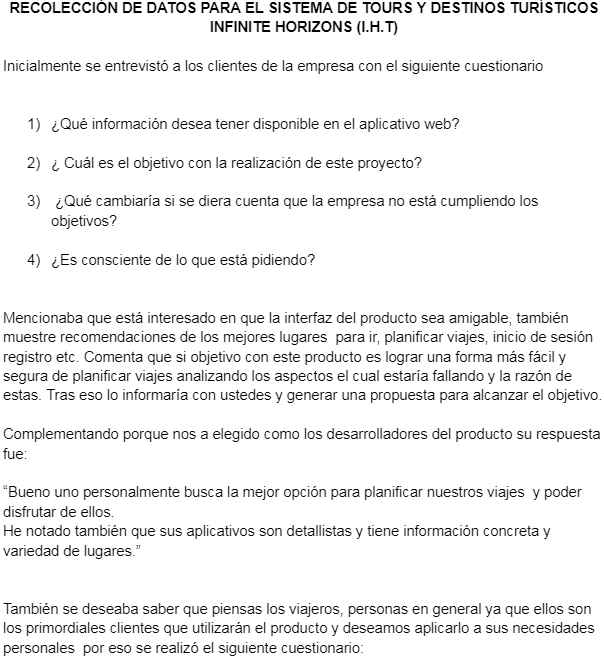 RECOLECCIÓN DE DATOS PARA EL SISTEMA DE TOURS Y DESTINOS TURÍSTICOS
INFINITE HORIZONS (I.H.T)
Inicialmente se entrevistó a los clientes de la empresa con el siguiente cuestionario
1) ¿Qué información desea tener disponible en el aplicativo web?
2) ¿ Cuál es el objetivo con la realización de este proyecto?
3) ¿Qué cambiaría si se diera cuenta que la empresa no está cumpliendo los
objetivos?
4) ¿Es consciente de lo que está pidiendo?
Mencionaba que está interesado en que la interfaz del producto sea amigable, también
muestre recomendaciones de los mejores lugares  para ir, planificar viajes, inicio de sesión
registro etc. Comenta que si objetivo con este producto es lograr una forma más fácil y
segura de planificar viajes analizando los aspectos el cual estaría fallando y la razón de
estas. Tras eso lo informaría con ustedes y generar una propuesta para alcanzar el objetivo.
Complementando porque nos a elegido como los desarrolladores del producto su respuesta
fue:
“Bueno uno personalmente busca la mejor opción para planificar nuestros viajes  y poder
disfrutar de ellos.
He notado también que sus aplicativos son detallistas y tiene información concreta y
variedad de lugares.”
También se deseaba saber que piensas los viajeros, personas en general ya que ellos son
los primordiales clientes que utilizarán el producto y deseamos aplicarlo a sus necesidades
personales  por eso se realizó el siguiente cuestionario: